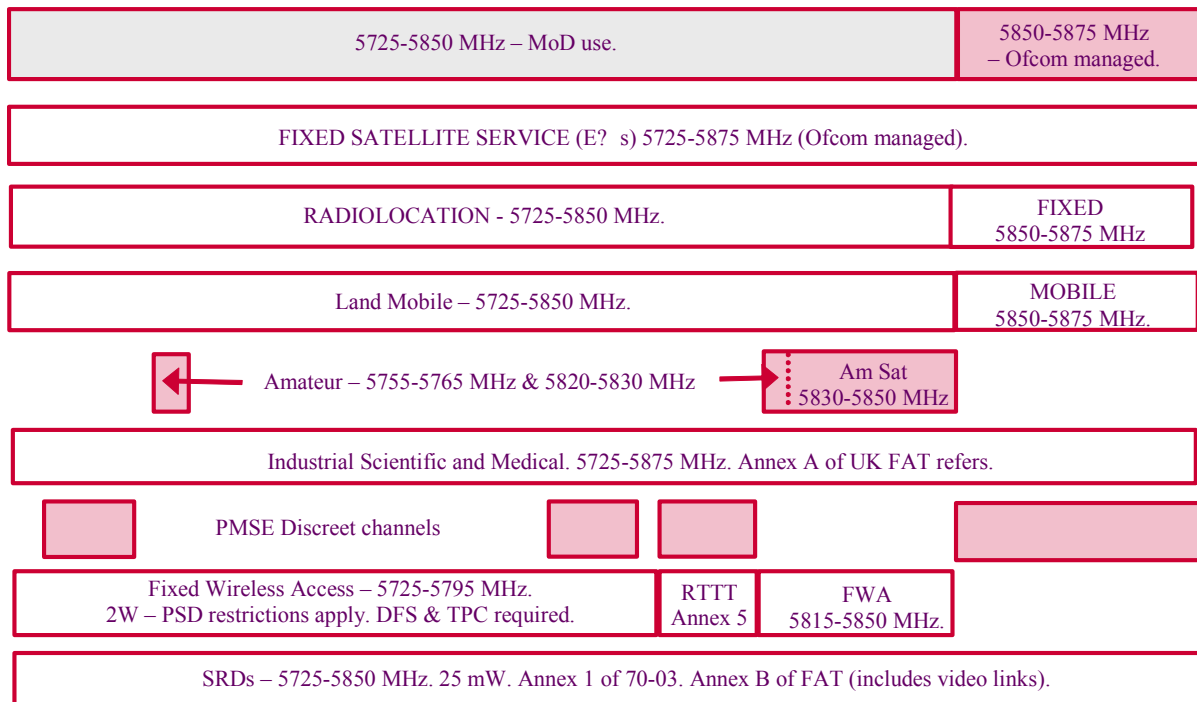 5725-5850 MHz – MoD use.
5850-5875 MHz
– Ofcom managed.
FIXED SATELLITE SERVICE (E? s) 5725-5875 MHz (Ofcom managed).
RADIOLOCATION - 5725-5850 MHz.
FIXED
5850-5875 MHz
Land Mobile – 5725-5850 MHz.
MOBILE
5850-5875 MHz.
Amateur – 5755-5765 MHz & 5820-5830 MHz
Am Sat
5830-5850 MHz
Industrial Scientific and Medical. 5725-5875 MHz. Annex A of UK FAT refers.
PMSE Discreet channels
Fixed Wireless Access – 5725-5795 MHz.
2W – PSD restrictions apply. DFS & TPC required.
RTTT
Annex 5
FWA
5815-5850 MHz.
SRDs – 5725-5850 MHz. 25 mW. Annex 1 of 70-03. Annex B of FAT (includes video links).